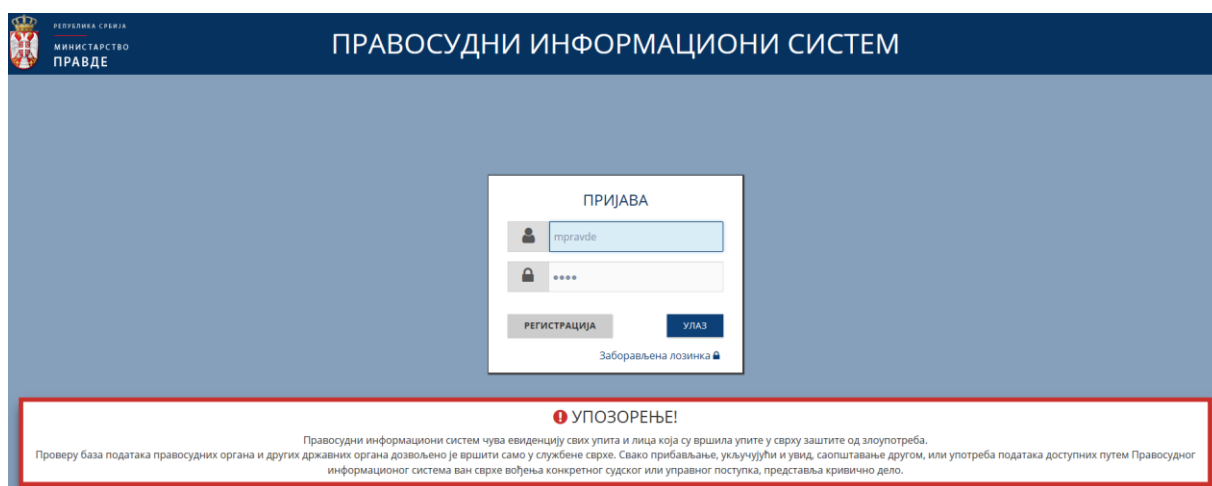 РЕПУБЛИКА СРБИЈА
МИНИСТАРСТВО
ПРАВДЕ
ПРАВОСУДНИ ИНФОРМАЦИОНИ СИСТЕМ
ПРИЈАВА
mpravde
РЕГИСТРАЦИЈА
УЛАЗ
Заборављена лозинка
УПОЗОРЕЊЕ!
Правосудни информациони систем чува евиденцију свих упита и лица која су вршила упите у сврху заштите од злоупотреба.
Проверу база података правосудних органа и других државних органа дозвољено је вршити само у службене сврхе. Свако прибављање, укључујући и увид, саопштавање другом, или употреба података доступних путем Правосудног
информационог система ван сврхе вођења конкретног судског или управног поступка, представља кривично дело.